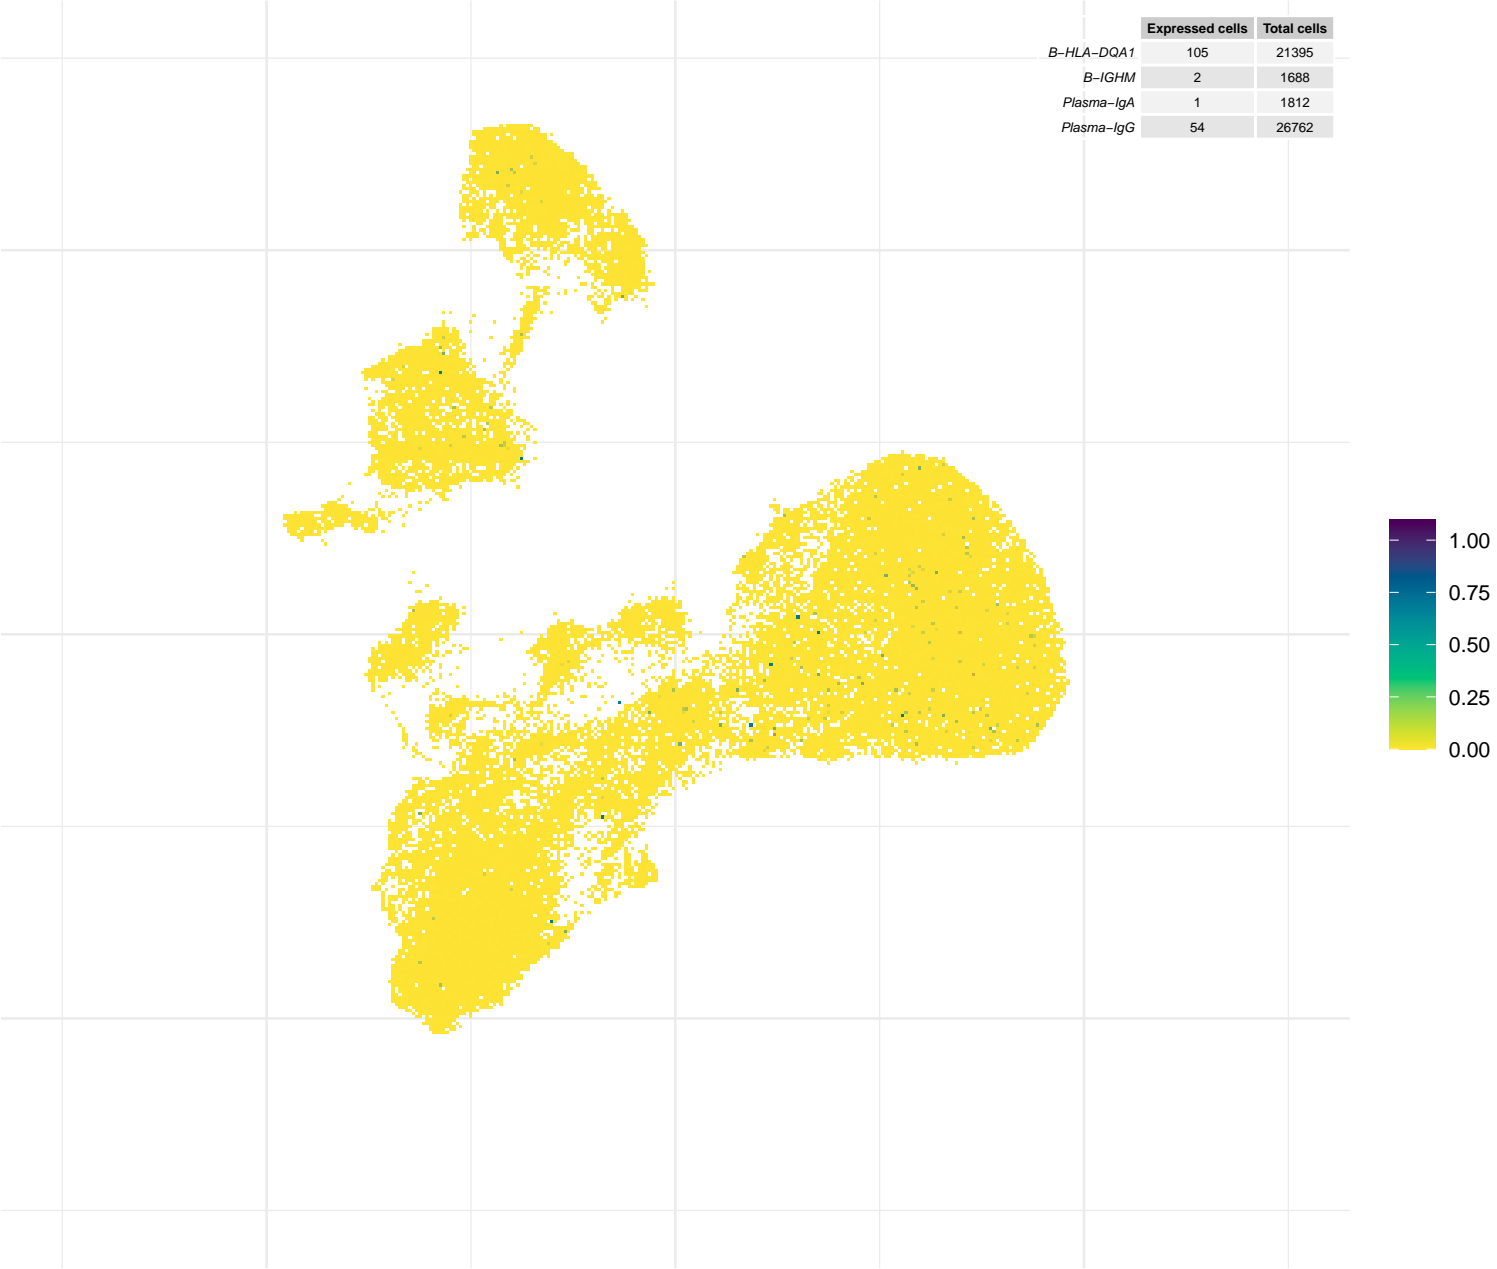 Expressed cells Total cells
B−HLA−DQA1 105 21395
B−IGHM 2 1688
Plasma−IgA 1 1812
Plasma−IgG 54 26762
1.00
0.75
0.50
0.25
0.00